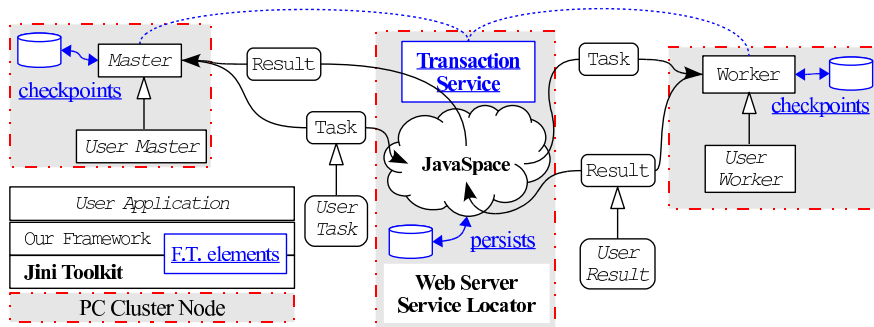 Master
checkpoints
User Master
Result
Task
User
Task
Transaction
Service
JavaSpace
persists
Web Server
Service Locator
Task
Result
User
Result
Worker
checkpoints
User
Worker
User Application
Our Framework
F.T. elements
Jini Toolkit
PC Cluster Node